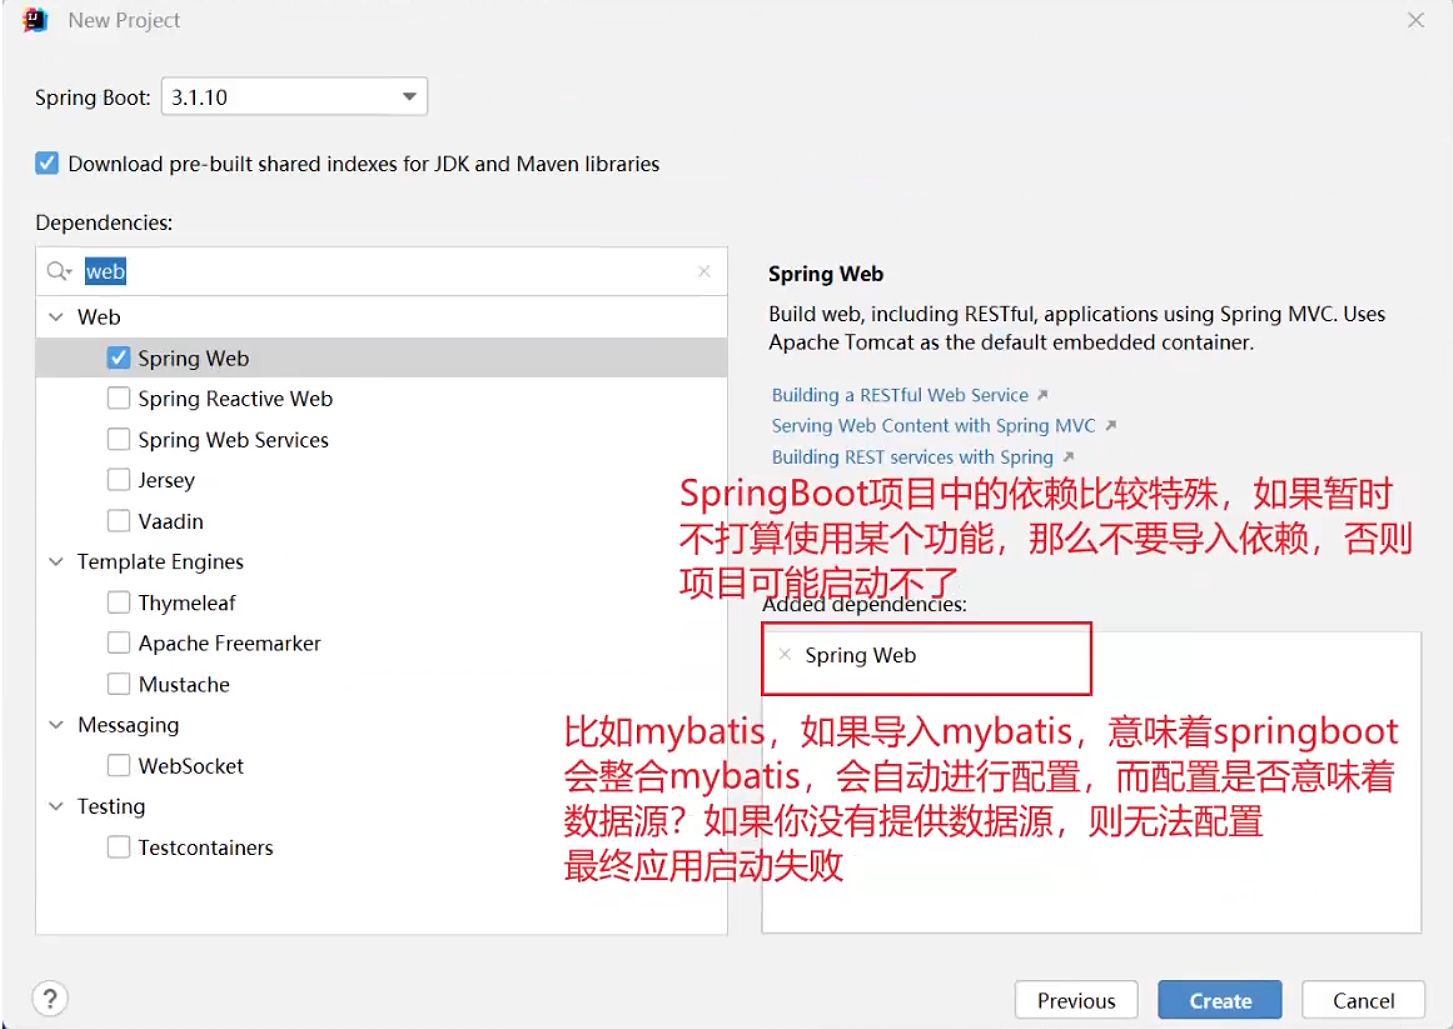 New Project
Spring Boot: 3.1.10
Download pre-built shared indexes for JDK and Maven libraries
Dependencies:
web
Web
Spring Web
Spring Reactive Web
Spring Web Services
Jersey
Vaadin
Template Engines
Thymeleaf
Apache Freemarker
Mustache
Messaging
WebSocket
Testing
Testcontainers
Spring Web
Build web, including RESTful, applications using Spring MVC. Uses
Apache Tomcat as the default embedded container.
Building a RESTful Web Service
Serving Web Content with Spring MVC
Building REST services with Spring
SpringBoot项目中的依赖比较特殊，如果暂时
不打算使用某个功能，那么不要导入依赖，否则
项目可能启动不了
Added dependencies:
Spring Web
比如mybatis，如果导入mybatis，意味着springboot
会整合mybatis，会自动进行配置，而配置是否意味着
数据源？如果你没有提供数据源，则无法配置
最终应用启动失败
?
Previous
Create
Cancel